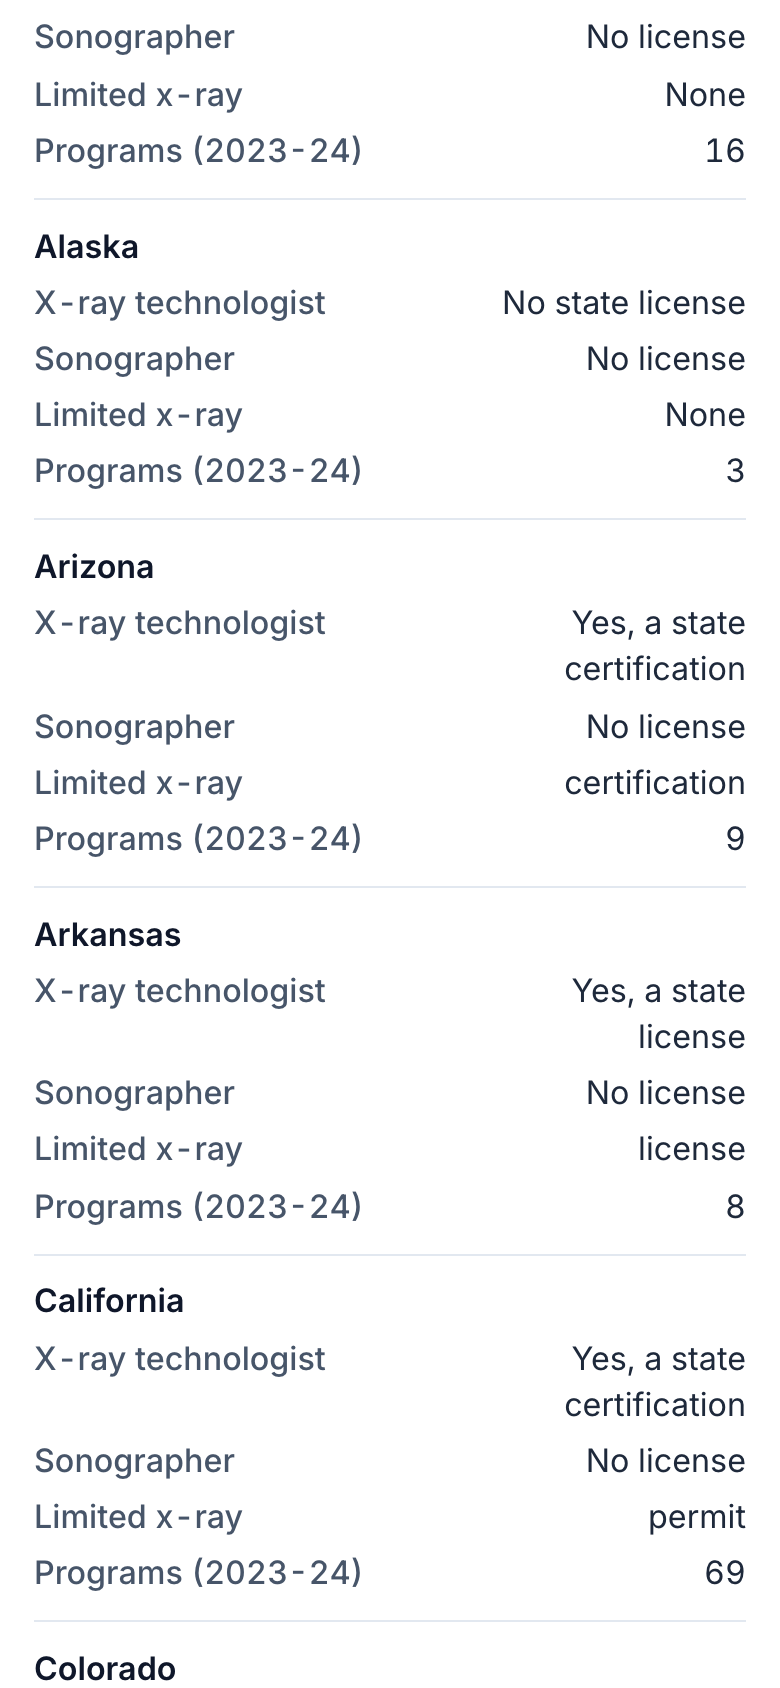 Sonographer No license
Limited x-ray None
Programs (2023-24) 16
Alaska
X-ray technologist No state license
Sonographer No license
Limited x-ray None
Programs (2023-24) 3
Arizona
X-ray technologist Yes, a state
certification
Sonographer No license
Limited x-ray certification
Programs (2023-24) 9
Arkansas
X-ray technologist Yes, a state
license
Sonographer No license
Limited x-ray license
Programs (2023-24) 8
California
X-ray technologist Yes, a state
certification
Sonographer No license
Limited x-ray permit
Programs (2023-24) 69
Colorado